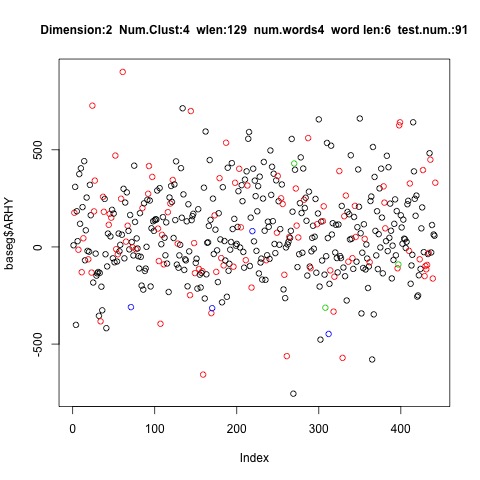 Dimension:2 Num.Clust:4 wlen:129 num.words4 word len:6 test.num.:91
500
0
-500
baseg$ARHY
0 100 200 300 400
Index